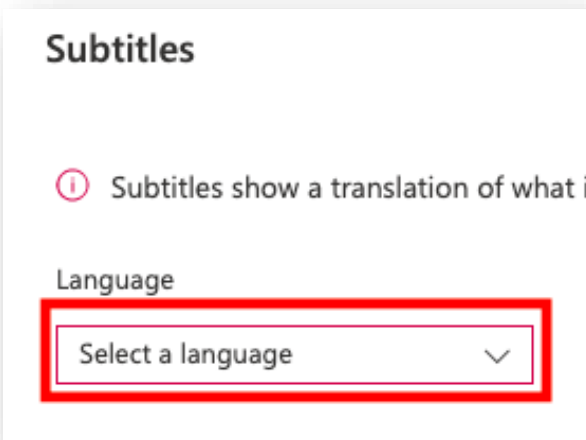 Subtitles
Subtitles show a translation of what
Language
Select a language